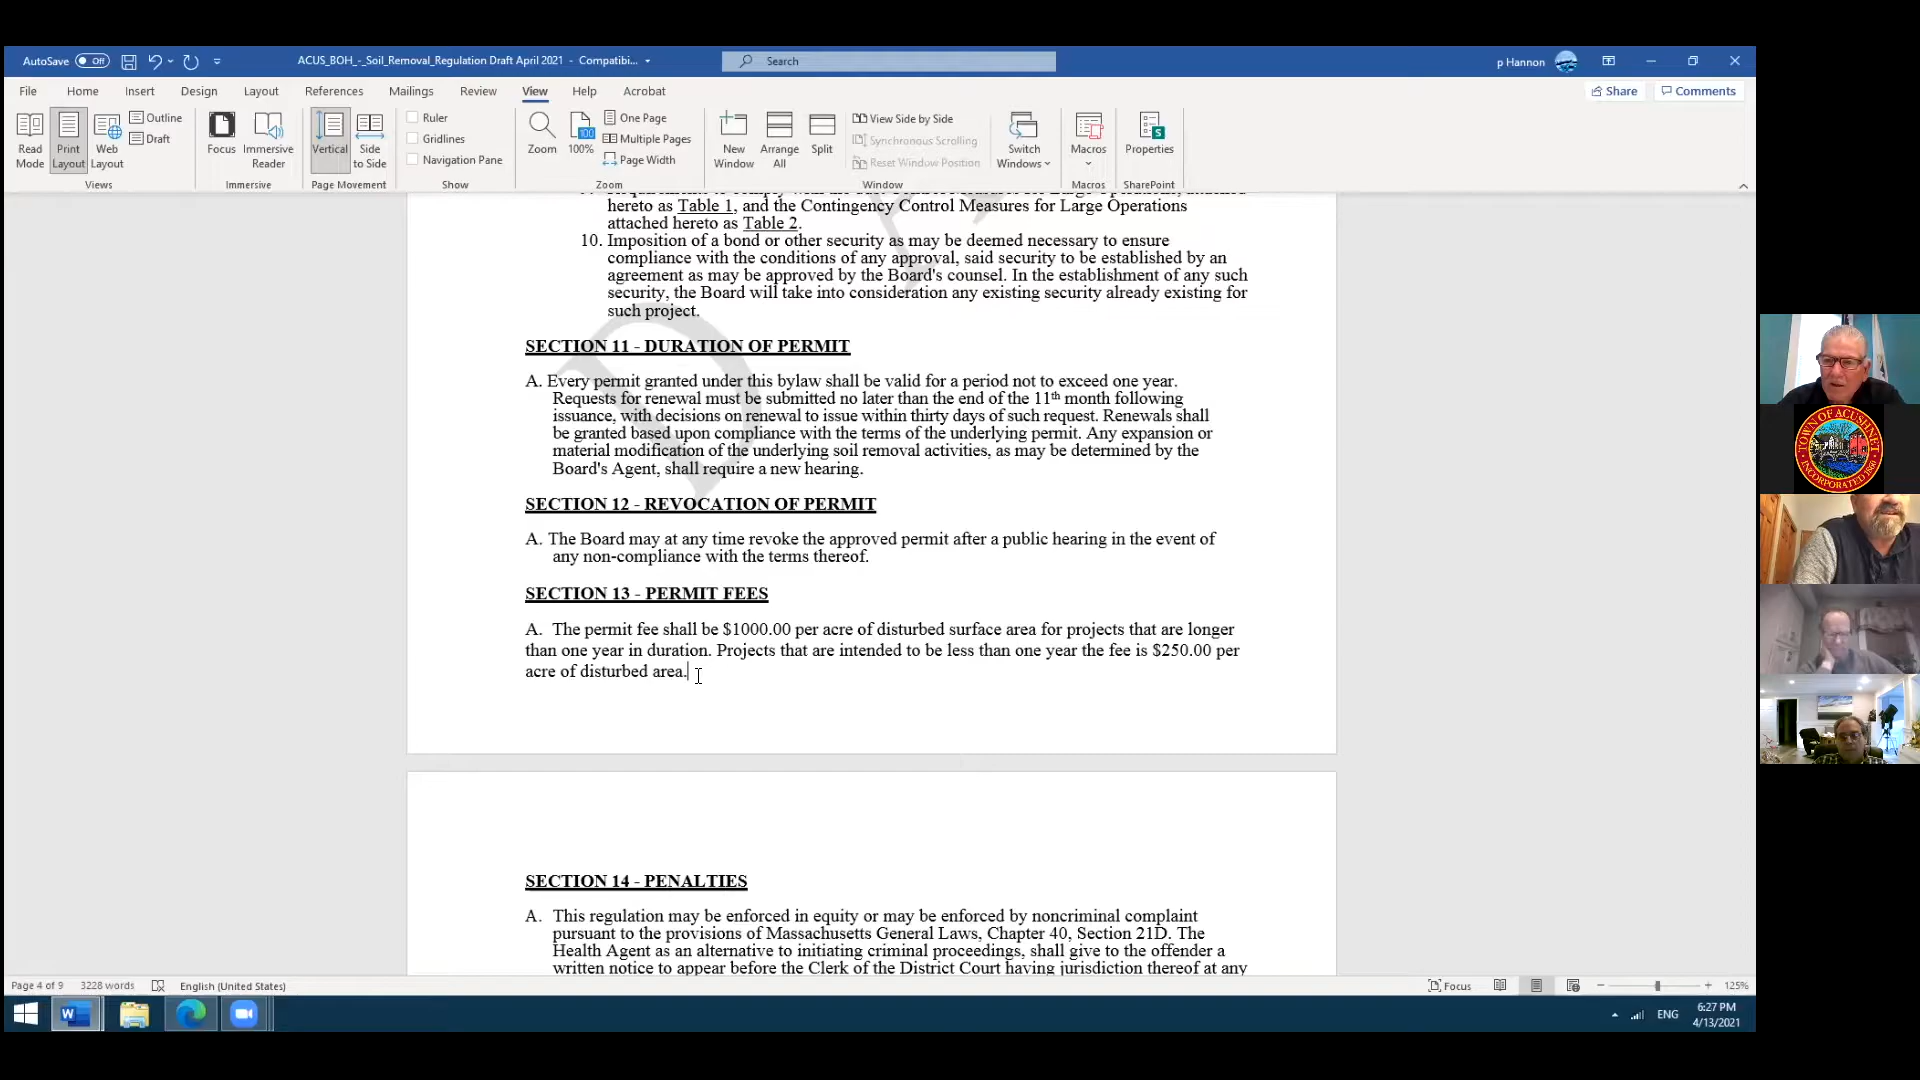 AutoSave Off
ACUS_BOH_-_Soil_Removal_Regulation Draft April 2021 - Compatibi...
Search
p Hannon
File Home Insert Design Layout References Mailings Review View Help Acrobat
Share Comments
Read Mode
Print Layout
Web Layout
Outline
Draft
Views
Focus
Immersive Reader
Immersive
Vertical
Side to Side
Page Movement
Ruler
Gridlines
Navigation Pane
Show
Zoom
100
100%
One Page
Multiple Pages
Page Width
Zoom
New Window
Arrange All
Split
View Side by Side
Synchronous Scrolling
Reset Window Position
Window
Switch Windows
Macros
Macros
Properties
SharePoint
hereto as Table 1, and the Contingency Control Measures for Large Operations
attached hereto as Table 2.
10. Imposition of a bond or other security as may be deemed necessary to ensure
compliance with the conditions of any approval, said security to be established by an
agreement as may be approved by the Board's counsel. In the establishment of any such
security, the Board will take into consideration any existing security already existing for
such project.
SECTION 11 - DURATION OF PERMIT
A. Every permit granted under this bylaw shall be valid for a period not to exceed one year.
Requests for renewal must be submitted no later than the end of the 11th month following
issuance, with decisions on renewal to issue within thirty days of such request. Renewals shall
be granted based upon compliance with the terms of the underlying permit. Any expansion or
material modification of the underlying soil removal activities, as may be determined by the
Board's Agent, shall require a new hearing.
SECTION 12 - REVOCATION OF PERMIT
A. The Board may at any time revoke the approved permit after a public hearing in the event of
any non-compliance with the terms thereof.
SECTION 13 - PERMIT FEES
A. The permit fee shall be $1000.00 per acre of disturbed surface area for projects that are longer
than one year in duration. Projects that are intended to be less than one year the fee is $250.00 per
acre of disturbed area.
SECTION 14 - PENALTIES
A. This regulation may be enforced in equity or may be enforced by noncriminal complaint
pursuant to the provisions of Massachusetts General Laws, Chapter 40, Section 21D. The
Health Agent as an alternative to initiating criminal proceedings, shall give to the offender a
written notice to appear before the Clerk of the District Court having jurisdiction thereof at any
Page 4 of 9 3228 words English (United States)
Focus
125%
ENG
6:27 PM
4/13/2021
TOWN OF ACUSHNET
INCORPORATED 1860